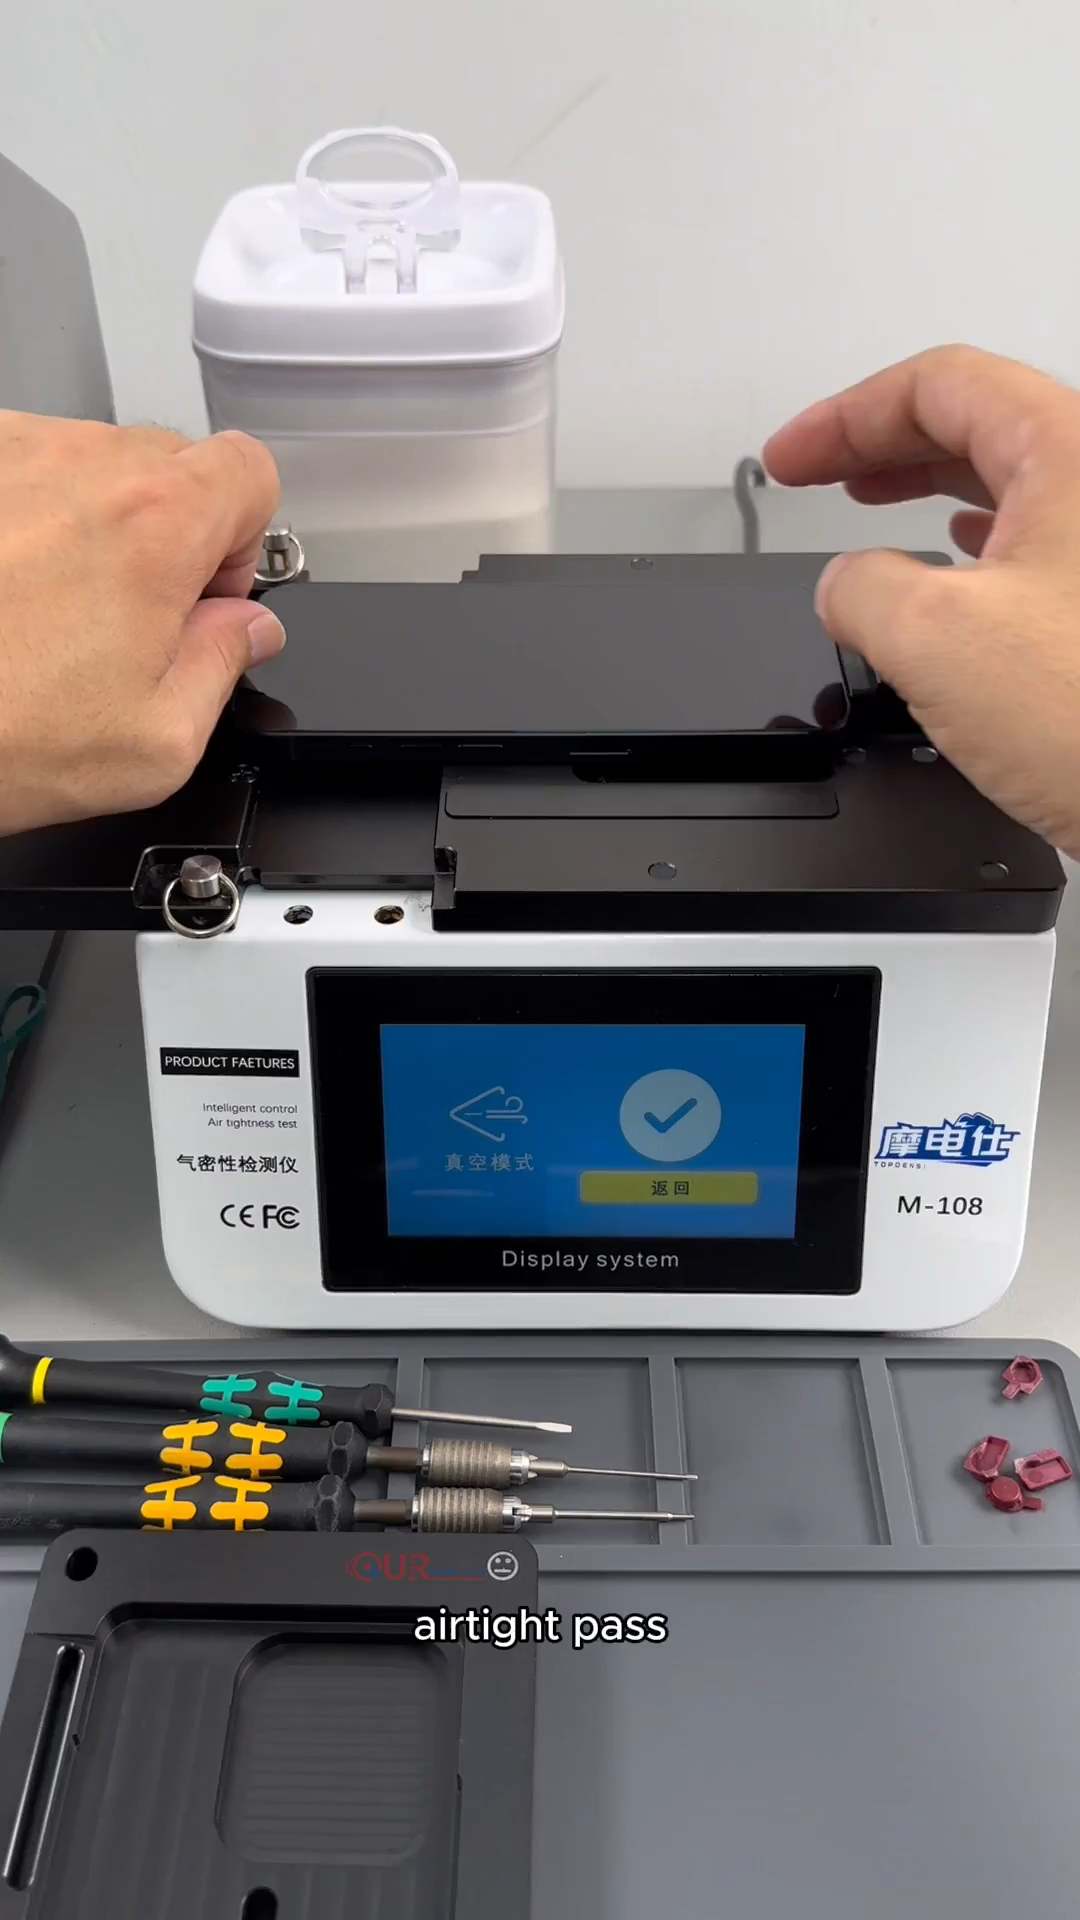 PRODUCT FAETURES
Intelligent control
Air tightness test
气密性检测仪
CE FC
真空模式
返回
Display system
摩电仕
M-108
OUR
airtight pass